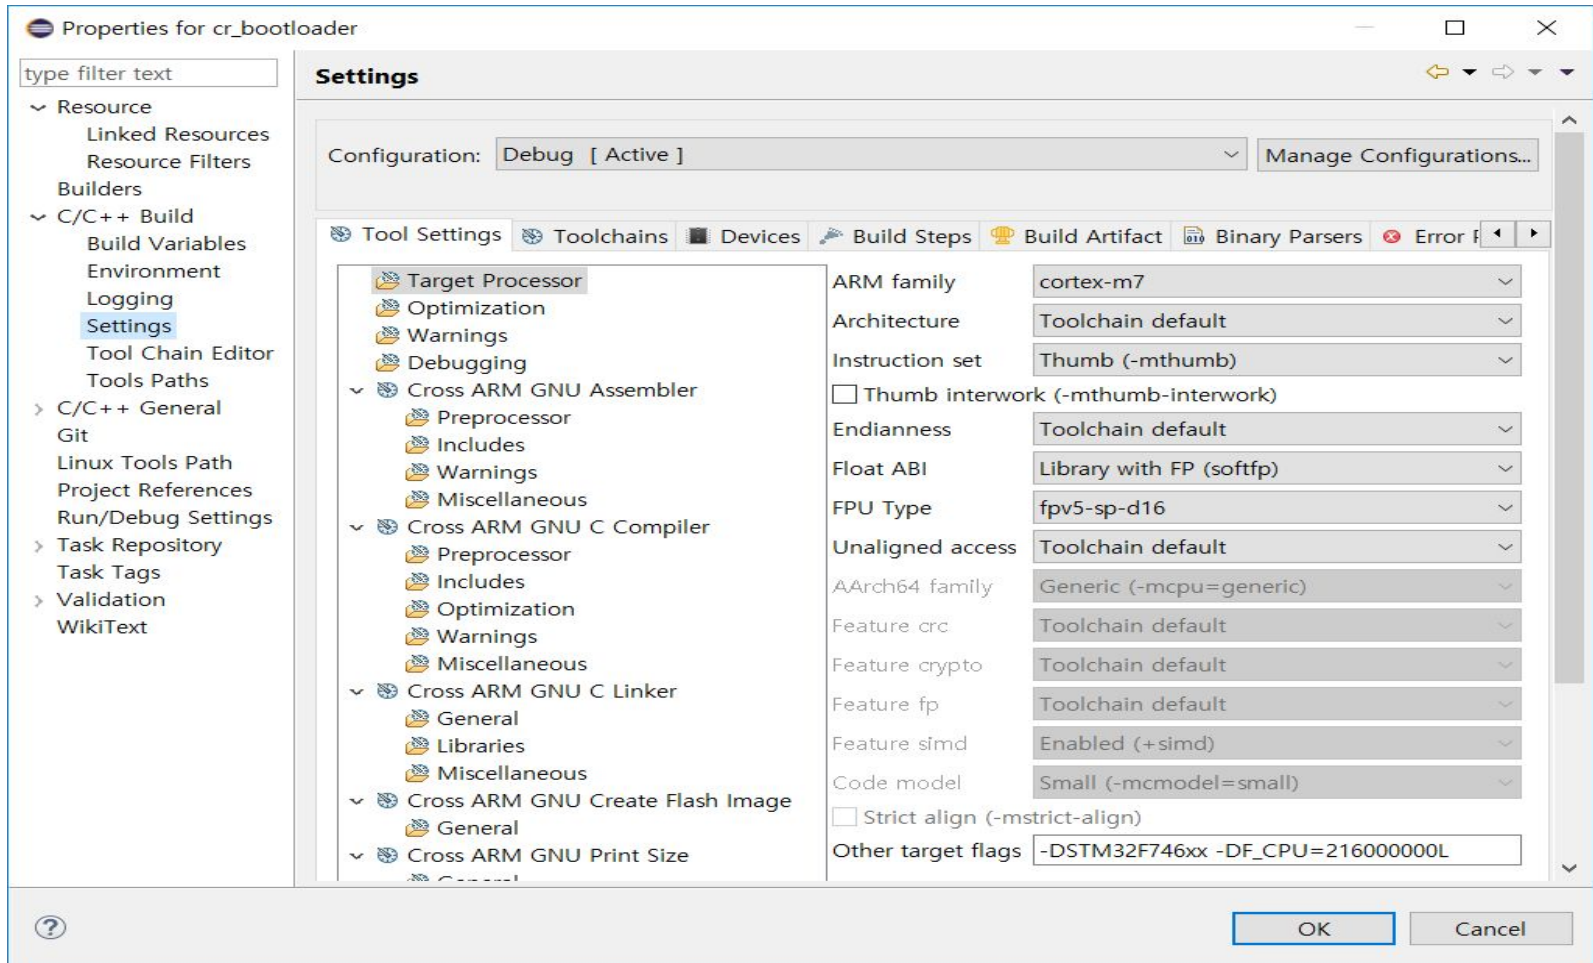 Properties for cr_bootloader
type filter text
Resource
Linked Resources
Resource Filters
Builders
C/C++ Build
Build Variables
Environment
Logging
Settings
Tool Chain Editor
Tools Paths
C/C++ General
Git
Linux Tools Path
Project References
Run/Debug Settings
Task Repository
Task Tags
Validation
WikiText
Settings
Configuration: Debug [ Active ] Manage Configurations...
Tool Settings Toolchains Devices Build Steps Build Artifact Binary Parsers Error
Target Processor
Optimization
Warnings
Debugging
Cross ARM GNU Assembler
Preprocessor
Includes
Warnings
Miscellaneous
Cross ARM GNU C Compiler
Preprocessor
Includes
Optimization
Warnings
Miscellaneous
Cross ARM GNU C Linker
General
Libraries
Miscellaneous
Cross ARM GNU Create Flash Image
General
Cross ARM GNU Print Size
ARM family cortex-m7
Architecture Toolchain default
Instruction set Thumb (-mthumb)
Thumb interwork (-mthumb-interwork)
Endianness Toolchain default
Float ABI Library with FP (softfp)
FPU Type fpv5-sp-d16
Unaligned access Toolchain default
AArch64 family Generic (-mcpu=generic)
Feature crc Toolchain default
Feature crypto Toolchain default
Feature fp Toolchain default
Feature simd Enabled (+simd)
Code model Small (-mcmodel=small)
Strict align (-mstrict-align)
Other target flags -DSTM32F746xx -DF_CPU=216000000L
OK Cancel